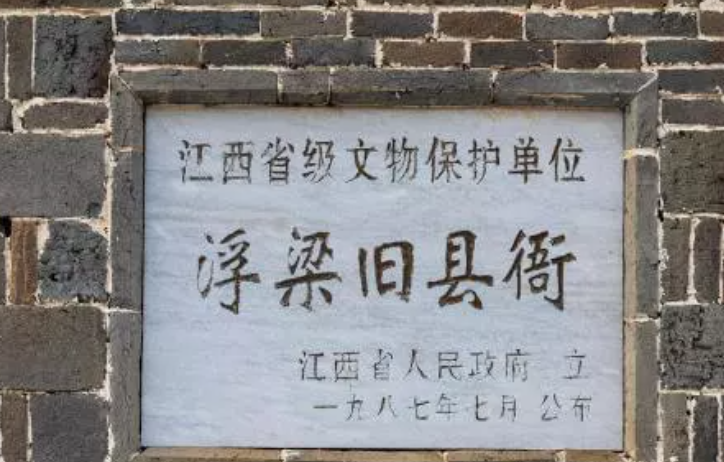 江西省级文物保护单位
浮梁旧县衙
江西省人民政府 立
一九八七年七月 公布